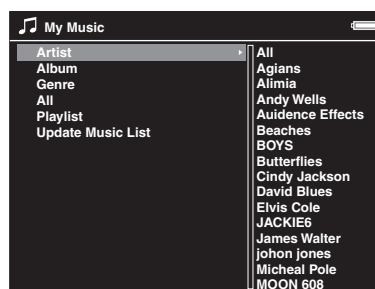 My Music
Artist
Album
Genre
All
Playlist
Update Music List
All
Agians
Alimia
Andy Wells
Auidence Effects
Beaches
BOYS
Butterflies
Cindy Jackson
David Blues
Elvis Cole
JACKIE6
James Walter
johon jones
Micheal Pole
MOON 608